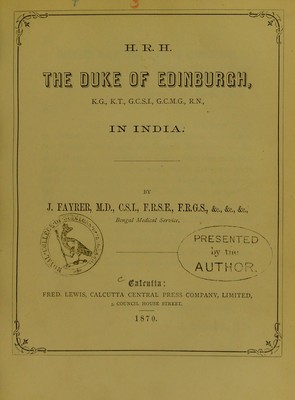 H. R. H.
THE DUKE OF EDINBURGH,
K.G., K.T., G.C.S.I., G.C.M.G., R.N.,
IN INDIA.
BY
J. FAYRER, M.D., C.S.I., F.R.S.E., F.R.G.S., &c., &c., &c.,
Bengal Medical Service.
PRESENTED
by the
AUTHOR.
Calcutta:
FRED. LEWIS, CALCUTTA CENTRAL PRESS COMPANY, LIMITED,
5, COUNCIL HOUSE STREET.
1870.